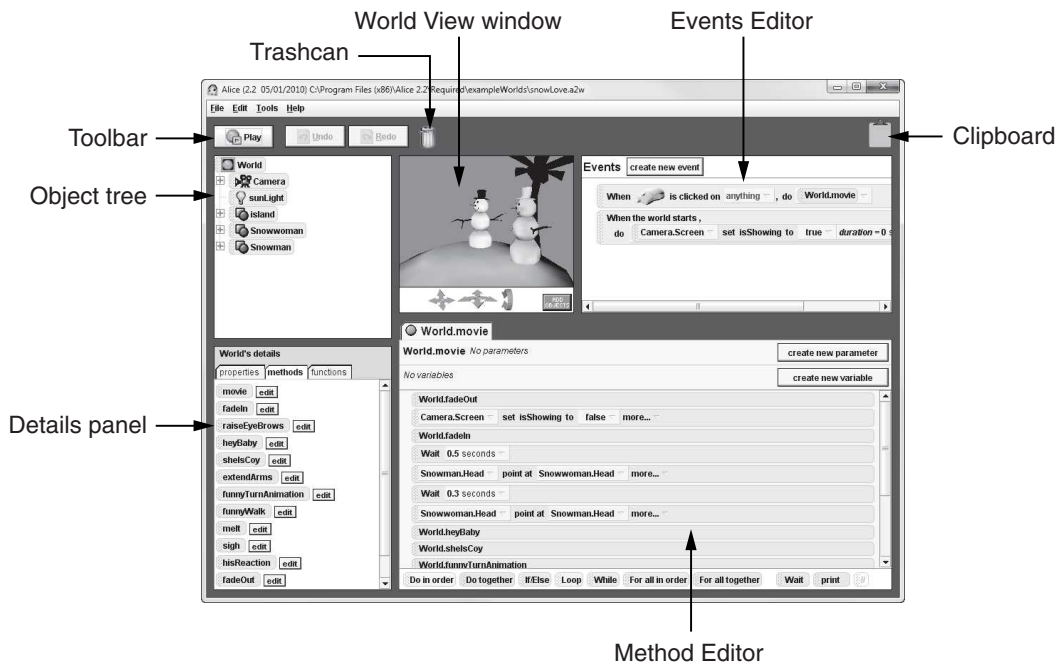 World View window
Events Editor
Trashcan
Alice (2.2 05/01/2010) C:\Program Files (x86)\Alice 2.2\Required\exampleWorlds\snowLove.a2w
File Edit Tools Help
Toolbar
Play
Undo
Redo
Clipboard
Object tree
World
Camera
sunLight
island
Snowwoman
Snowman
ADD OBJECTS
Events create new event
When is clicked on anything , do World.movie
When the world starts ,
do Camera.Screen set isShowing to true duration = 0 s
World.movie
World.movie No parameters
create new parameter
No variables
create new variable
World's details
properties methods functions
Details panel
movie edit
fadeIn edit
raiseEyeBrows edit
heyBaby edit
sheIsCoy edit
extendArms edit
funnyTurnAnimation edit
funnyWalk edit
melt edit
sigh edit
hisReaction edit
fadeOut edit
World.fadeOut
Camera.Screen set isShowing to false more...
World.fadeIn
Wait 0.5 seconds
Snowman.Head point at Snowwoman.Head more...
Wait 0.3 seconds
Snowwoman.Head point at Snowman.Head more...
World.heyBaby
World.sheIsCoy
World.funnyTurnAnimation
Do in order Do together If/Else Loop While For all in order For all together Wait print //
Method Editor